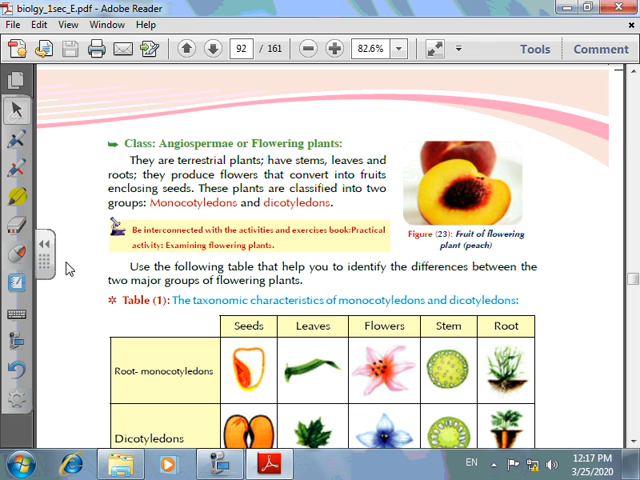 biolgy_1sec_E.pdf - Adobe Reader
File Edit View Window Help
92 / 161 82.6% Tools Comment
Class: Angiospermae or Flowering plants:
They are terrestrial plants; have stems, leaves and
roots; they produce flowers that convert into fruits
enclosing seeds. These plants are classified into two
groups: Monocotyledons and dicotyledons.
Be interconnected with the activities and exercises book:Practical
activity: Examining flowering plants.
Figure (23): Fruit of flowering
plant (peach)
Use the following table that help you to identify the differences between the
two major groups of flowering plants.
* Table (1): The taxonomic characteristics of monocotyledons and dicotyledons:
Seeds Leaves Flowers Stem Root
Root- monocotyledons
Dicotyledons
EN 12:17 PM
3/25/2020